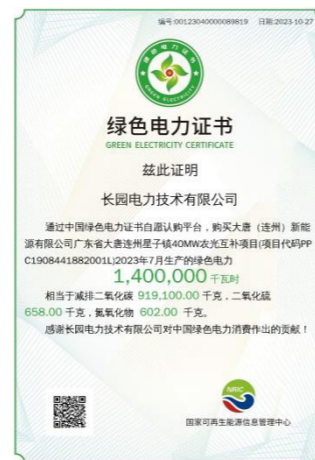 编号:00123040000089819 日期:2023-10-27
绿色电力证书
GREEN ELECTRICITY
绿色电力证书
GREEN ELECTRICITY CERTIFICATE
兹此证明
长园电力技术有限公司
通过中国绿色电力证书自愿认购平台，购买大唐（连州）新能
源有限公司广东省大唐连州星子镇40MW农光互补项目(项目代码PP
C1908441882001L)2023年7月生产的绿色电力
1,400,000 千瓦时
相当于减排二氧化碳 919,100.00 千克，二氧化硫
658.00 千克，氮氧化物 602.00 千克。
感谢长园电力技术有限公司对中国绿色电力消费作出的贡献！
NRIC
国家可再生能源信息管理中心